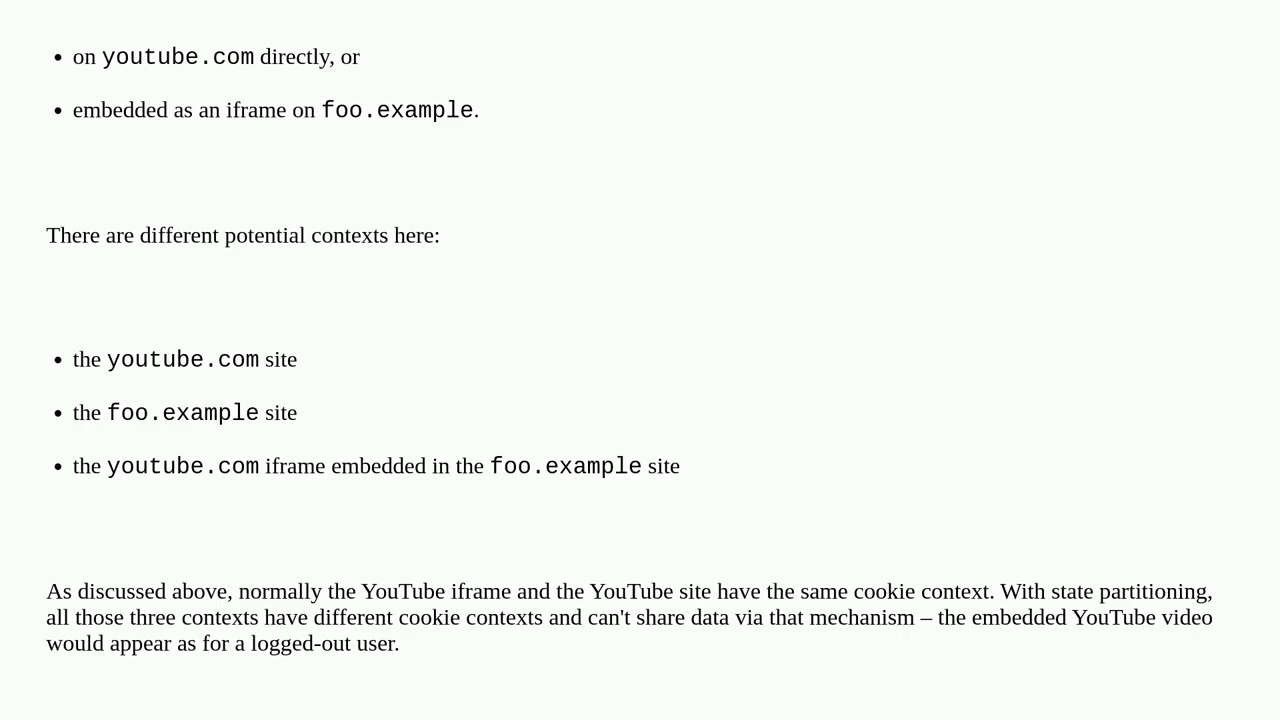 • on youtube.com directly, or
• embedded as an iframe on foo.example.
There are different potential contexts here:
• the youtube.com site
• the foo.example site
• the youtube.com iframe embedded in the foo.example site
As discussed above, normally the YouTube iframe and the YouTube site have the same cookie context. With state partitioning,
all those three contexts have different cookie contexts and can't share data via that mechanism – the embedded YouTube video
would appear as for a logged-out user.